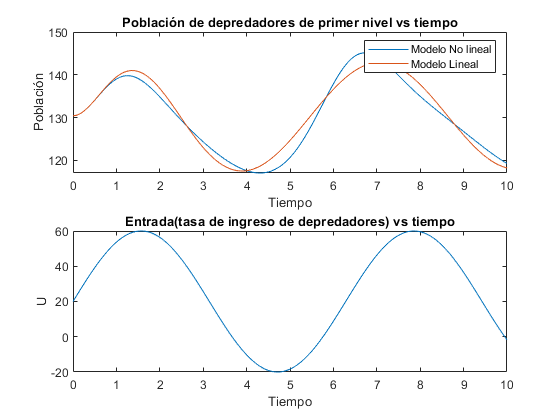 Población de depredadores de primer nivel vs tiempo
150
140
130
120
Población
Modelo No lineal
Modelo Lineal
0 1 2 3 4 5 6 7 8 9 10
Tiempo
Entrada(tasa de ingreso de depredadores) vs tiempo
60
40
20
0
-20
U
0 1 2 3 4 5 6 7 8 9 10
Tiempo